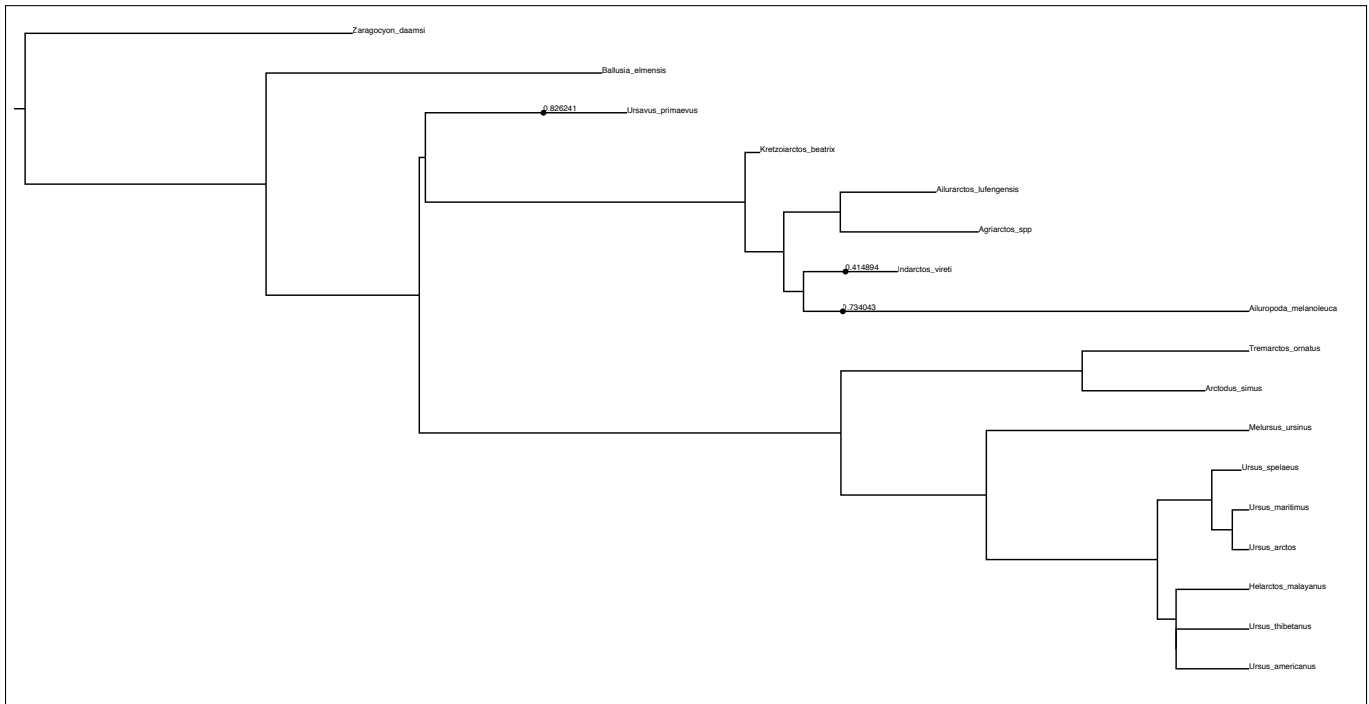 Zaragocyon_daamsi
Ballusia_elmensis
0.826241
Ursavus_primaevus
Kretzoiarctos_beatrix
Ailurarctos_lufengensis
Agriarctos_spp
0.414894
Indarctos_vireti
0.734043
Ailuropoda_melanoleuca
Tremarctos_ornatus
Arctodus_simus
Melursus_ursinus
Ursus_spelaeus
Ursus_maritimus
Ursus_arctos
Helarctos_malayanus
Ursus_thibetanus
Ursus_americanus